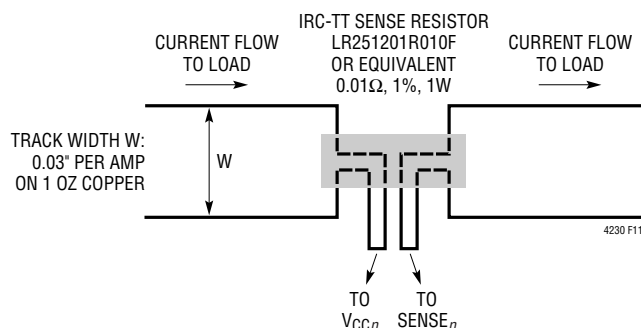 IRC-TT SENSE RESISTOR
LR251201R010F
OR EQUIVALENT
0.01Ω, 1%, 1W
CURRENT FLOW
TO LOAD
CURRENT FLOW
TO LOAD
TRACK WIDTH W:
0.03" PER AMP
ON 1 OZ COPPER
W
4230 F11
TO
VCCn
TO
SENSEn